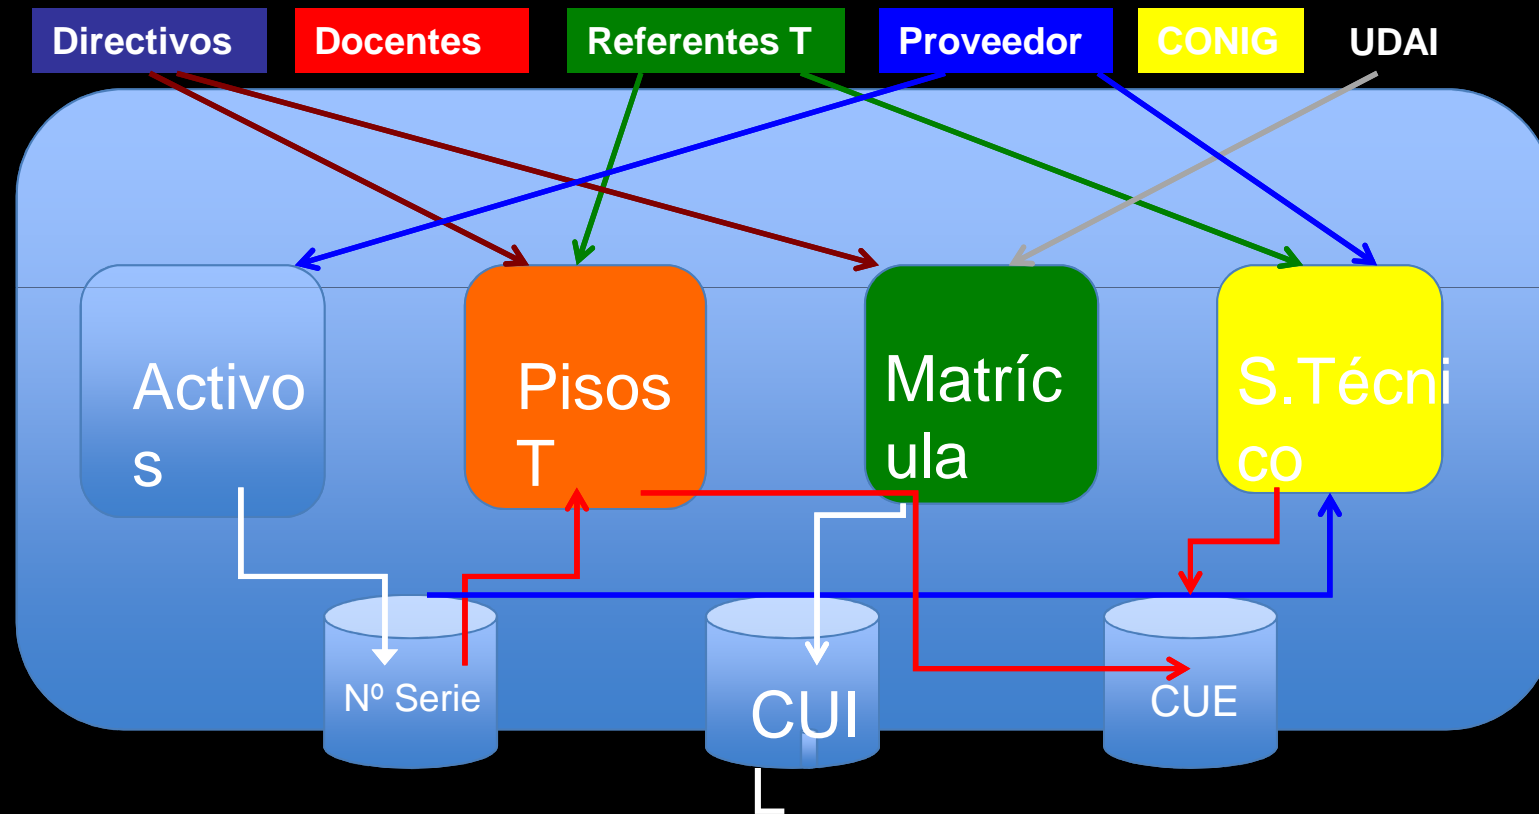 Directivos
Docentes
Referentes T
Proveedor
CONIG
UDAI
Activo
s
Pisos
T
Matríc
ula
S.Técni
co
Nº Serie
CUI
L
CUE